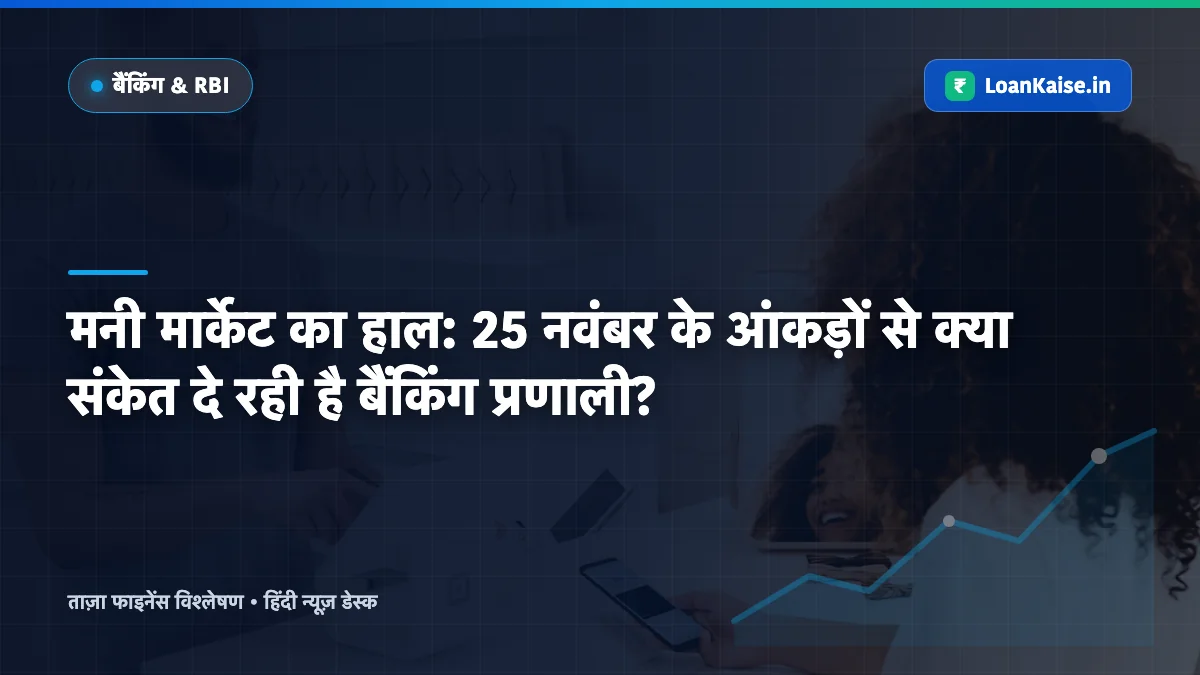 बैंकिंग & RBI
₹ LoanKaise.in
मनी मार्केट का हाल: 25 नवंबर के आंकड़ों से क्या
संकेत दे रही है बैंकिंग प्रणाली?
ताज़ा फाइनेंस विश्लेषण • हिंदी न्यूज़ डेस्क